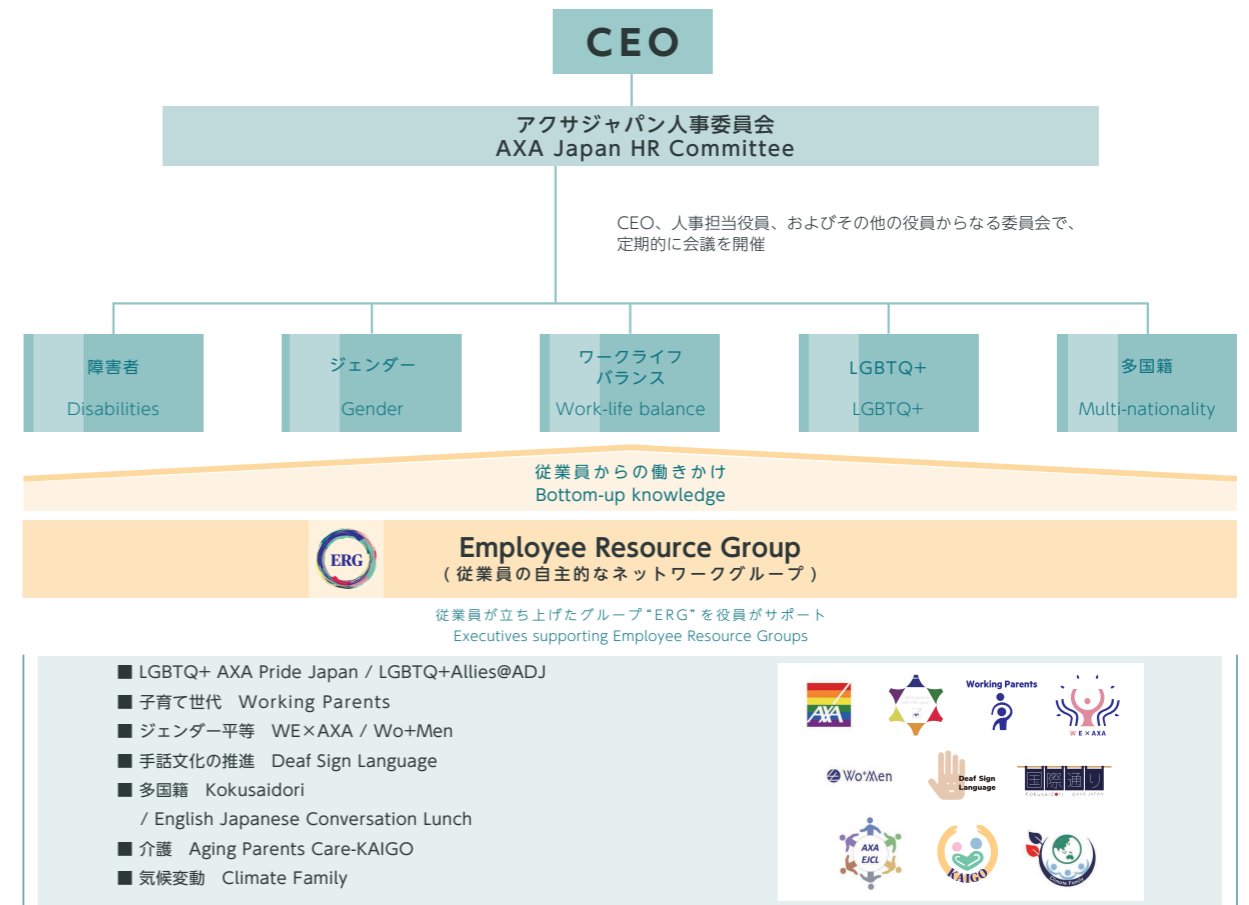 CEO
アクサジャパン人事委員会
AXA Japan HR Committee
CEO、人事担当役員、およびその他の役員からなる委員会で、
定期的に会議を開催
障害者
Disabilities
ジェンダー
Gender
ワークライフ
バランス
Work-life balance
LGBTQ+
LGBTQ+
多国籍
Multi-nationality
従業員からの働きかけ
Bottom-up knowledge
ERG
Employee Resource Group
(従業員の自主的なネットワークグループ)
従業員が立ち上げたグループ“ERG”を役員がサポート
Executives supporting Employee Resource Groups
■ LGBTQ+ AXA Pride Japan / LGBTQ+Allies@ADJ
■ 子育て世代 Working Parents
■ ジェンダー平等 WE×AXA / Wo+Men
■ 手話文化の推進 Deaf Sign Language
■ 多国籍 Kokusaidori
/ English Japanese Conversation Lunch
■ 介護 Aging Parents Care-KAIGO
■ 気候変動 Climate Family
AXA
Working Parents
WE×AXA
Wo+Men
Deaf Sign
Language
国際通り
KOKUSAIDORI @AXA JAPAN
AXA
EJCL
KAIGO
Climate Family